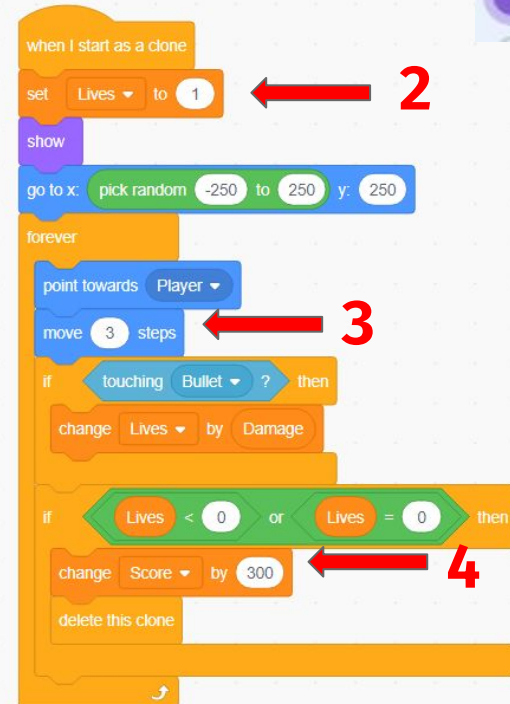 when I start as a clone
set Lives to 1
2
show
go to x: pick random -250 to 250 y: 250
forever
point towards Player
move 3 steps
3
if touching Bullet ? then
change Lives by Damage
if Lives < 0 or Lives = 0 then
change Score by 300
4
delete this clone